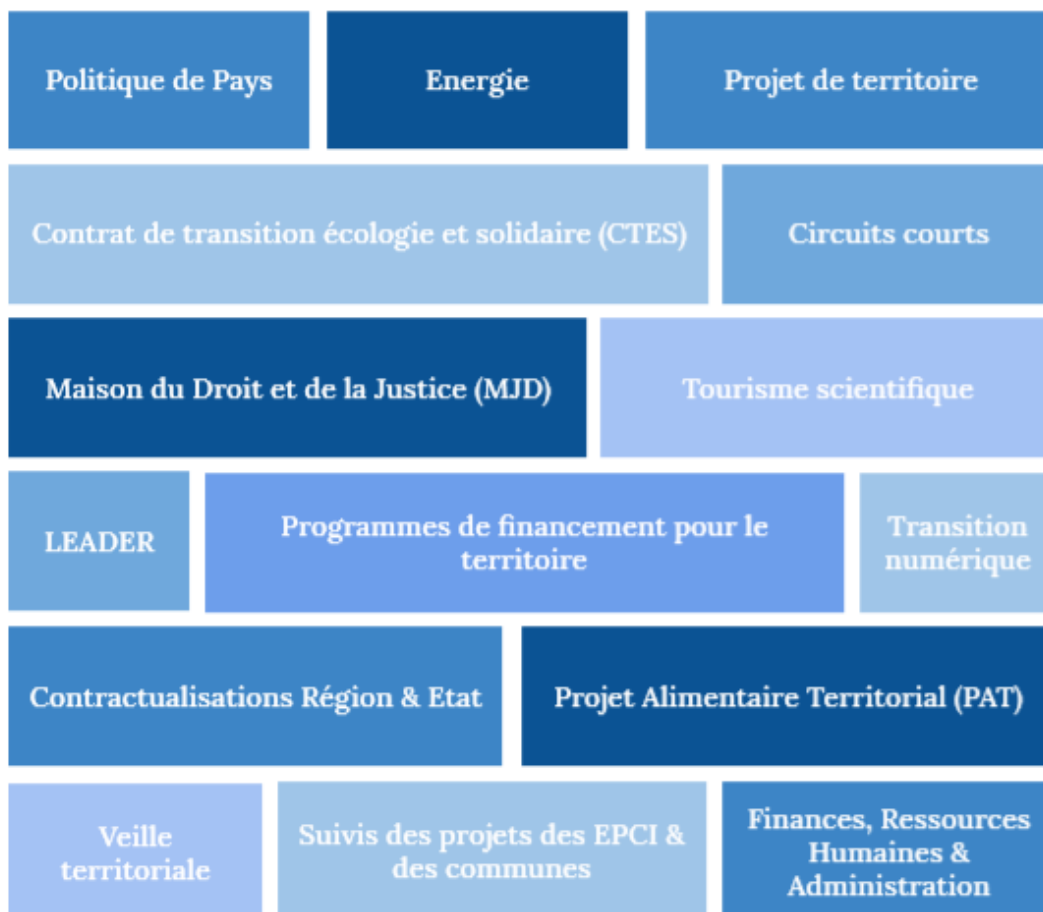 Politique de Pays
Energie
Projet de territoire
Contrat de transition écologie et solidaire (CTES)
Circuits courts
Maison du Droit et de la Justice (MJD)
Tourisme scientifique
LEADER
Programmes de financement pour le
territoire
Transition
numérique
Contractualisations Région & Etat
Projet Alimentaire Territorial (PAT)
Veille
territoriale
Suivis des projets des EPCI &
des communes
Finances, Ressources
Humaines &
Administration